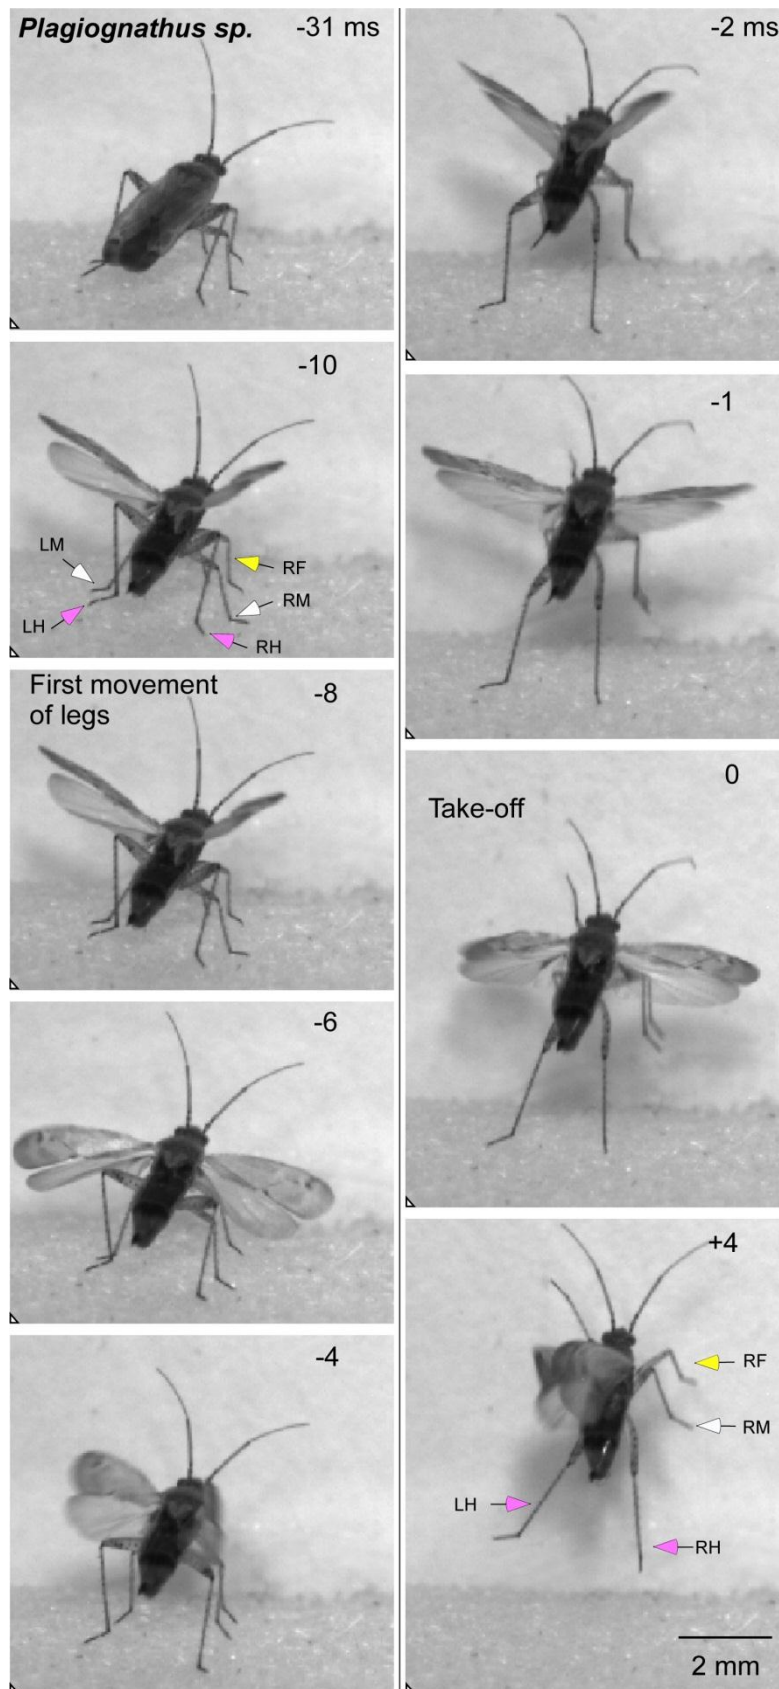 Plagiognathus sp. -31 ms
-10
LM
RF
LH
RM
RH
First movement
of legs
-8
-6
-4
-2 ms
-1
0
Take-off
+4
RF
RM
LH
RH
2 mm